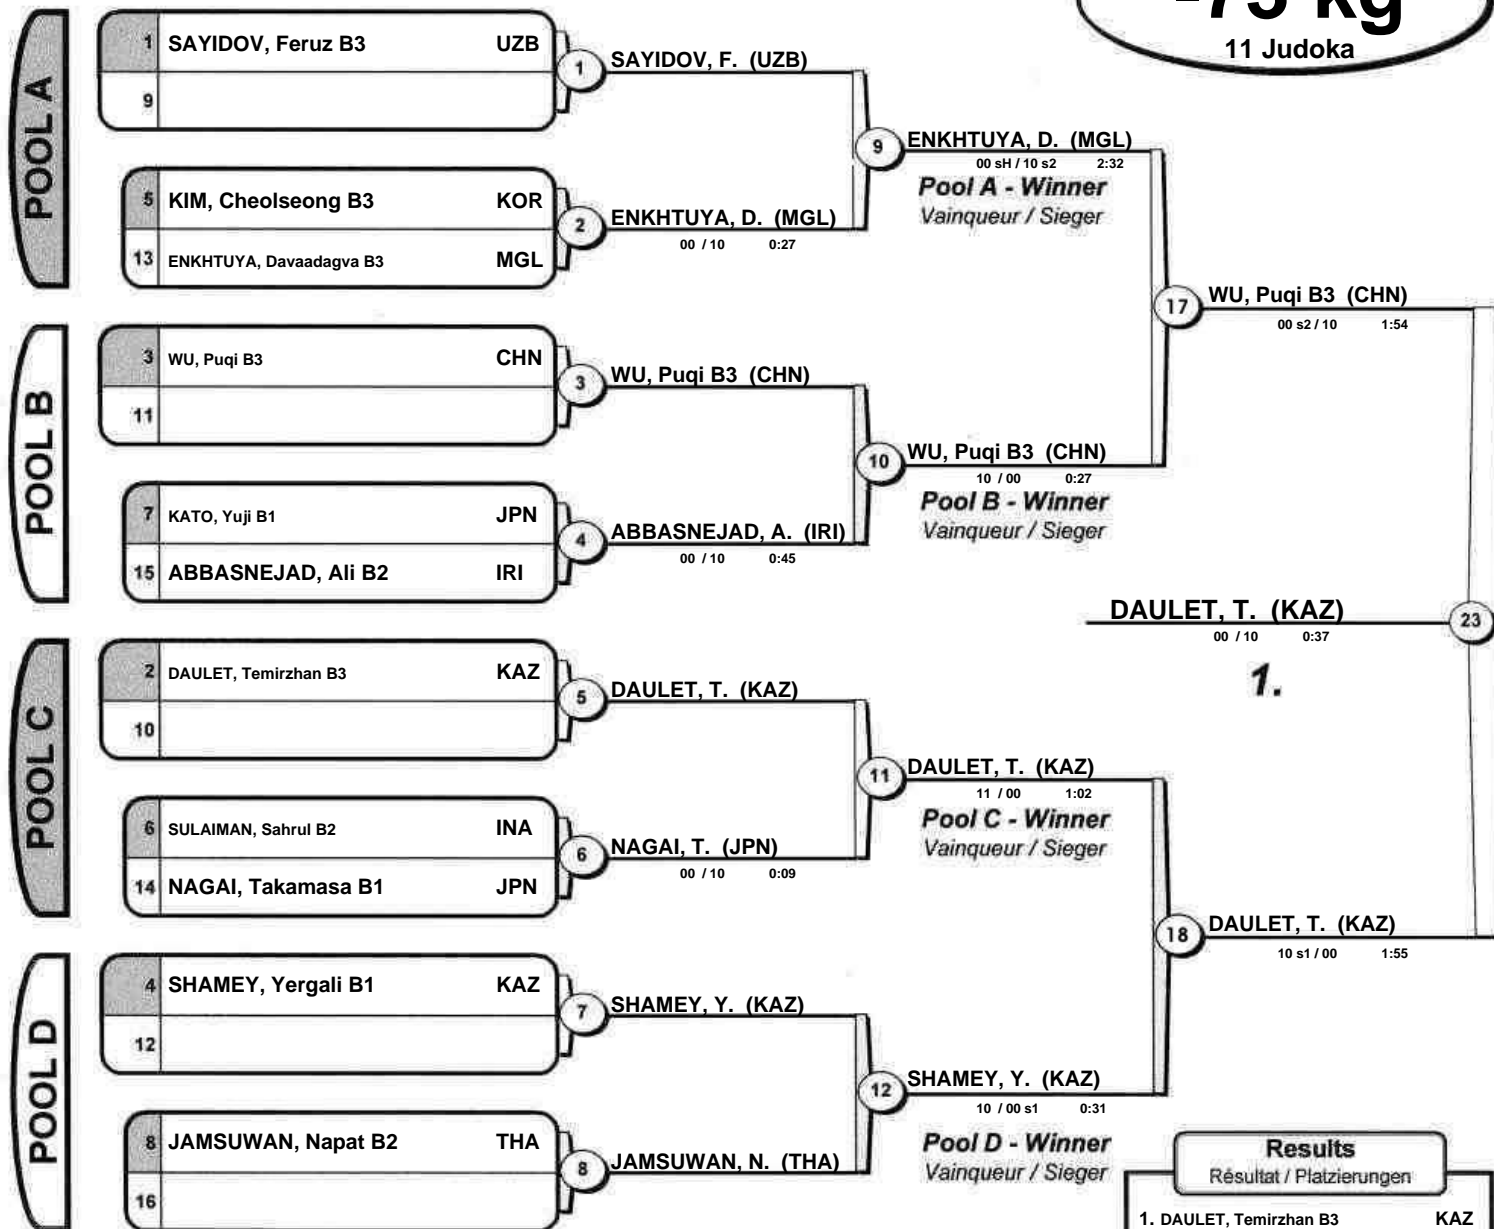 -73 kg
11 Judoka
POOL A
1 SAYIDOV, Feruz B3 UZB
9
5 KIM, Cheolseong B3 KOR
13 ENKHTUYA, Davaadagva B3 MGL
1 SAYIDOV, F. (UZB)
2 ENKHTUYA, D. (MGL)
00 / 10 0:27
9 ENKHTUYA, D. (MGL)
00 sH / 10 s2 2:32
Pool A - Winner
Vainqueur / Sieger
POOL B
3 WU, Puqi B3 CHN
11
7 KATO, Yuji B1 JPN
15 ABBASNEJAD, Ali B2 IRI
3 WU, Puqi B3 (CHN)
4 ABBASNEJAD, A. (IRI)
00 / 10 0:45
10 WU, Puqi B3 (CHN)
10 / 00 0:27
Pool B - Winner
Vainqueur / Sieger
17 WU, Puqi B3 (CHN)
00 s2 / 10 1:54
DAULET, T. (KAZ) 23
00 / 10 0:37
1.
POOL C
2 DAULET, Temirzhan B3 KAZ
10
6 SULAIMAN, Sahrul B2 INA
14 NAGAI, Takamasa B1 JPN
5 DAULET, T. (KAZ)
6 NAGAI, T. (JPN)
00 / 10 0:09
11 DAULET, T. (KAZ)
11 / 00 1:02
Pool C - Winner
Vainqueur / Sieger
18 DAULET, T. (KAZ)
10 s1 / 00 1:55
POOL D
4 SHAMEY, Yergali B1 KAZ
12
8 JAMSUWAN, Napat B2 THA
16
7 SHAMEY, Y. (KAZ)
8 JAMSUWAN, N. (THA)
12 SHAMEY, Y. (KAZ)
10 / 00 s1 0:31
Pool D - Winner
Vainqueur / Sieger
Results
Résultat / Platzierungen
1. DAULET, Temirzhan B3 KAZ